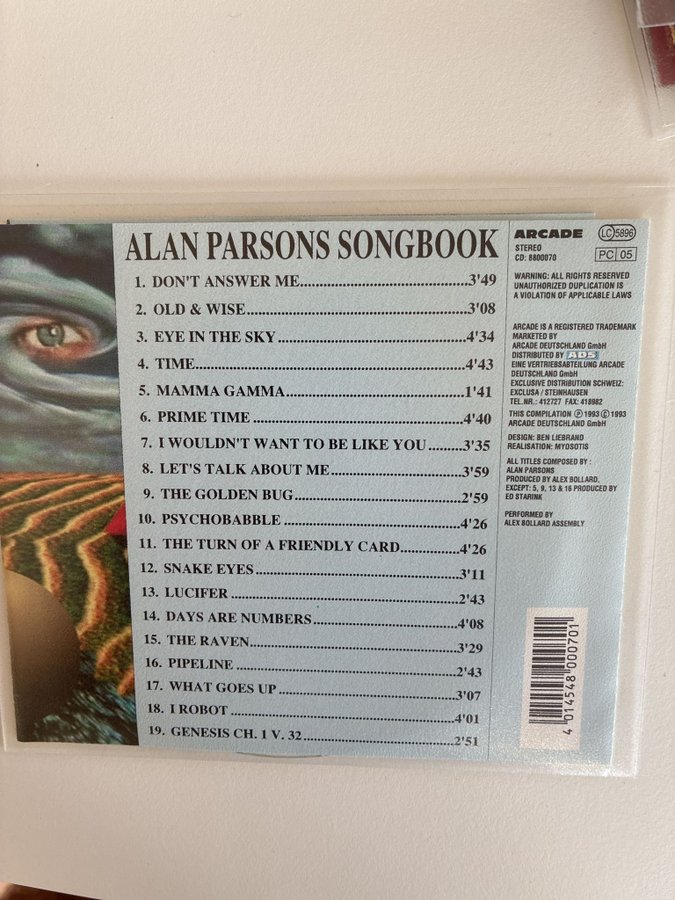 ALAN PARSONS SONGBOOK
1. DON'T ANSWER ME..................................3'49
2. OLD & WISE.............................................3'08
3. EYE IN THE SKY......................................4'34
4. TIME.......................................................4'43
5. MAMMA GAMMA....................................1'41
6. PRIME TIME...........................................4'40
7. I WOULDN'T WANT TO BE LIKE YOU.......3'35
8. LET'S TALK ABOUT ME..........................3'59
9. THE GOLDEN BUG..................................2'59
10. PSYCHOBABBLE....................................4'26
11. THE TURN OF A FRIENDLY CARD...........4'26
12. SNAKE EYES.........................................3'11
13. LUCIFER..............................................2'43
14. DAYS ARE NUMBERS.............................4'08
15. THE RAVEN..........................................3'29
16. PIPELINE.............................................2'43
17. WHAT GOES UP....................................3'07
18. I ROBOT...............................................4'01
19. GENESIS CH. 1 V. 32..............................2'51
ARCADE LC 5896
STEREO
CD: 8800070 PC 05
WARNING: ALL RIGHTS RESERVED
UNAUTHORIZED DUPLICATION IS
A VIOLATION OF APPLICABLE LAWS
ARCADE IS A REGISTERED TRADEMARK
MARKETED BY
ARCADE DEUTSCHLAND GmbH
DISTRIBUTED BY ADS
EINE VERTRIEBSABTEILUNG ARCADE
DEUTSCHLAND GmbH
EXCLUSIVE DISTRIBUTION SCHWEIZ:
EXCLUSA / STEINHAUSEN
TEL.NR.: 412727 FAX: 418982
THIS COMPILATION Ⓟ 1993 © 1993
ARCADE DEUTSCHLAND GmbH
DESIGN: BEN LIEBRAND
REALISATION: MYOSOTIS
ALL TITLES COMPOSED BY :
ALAN PARSONS
PRODUCED BY ALEX BOLLARD,
EXCEPT: 5, 9, 13 & 16 PRODUCED BY
ED STARINK
PERFORMED BY
ALEX BOLLARD ASSEMBLY
4 014548 000701